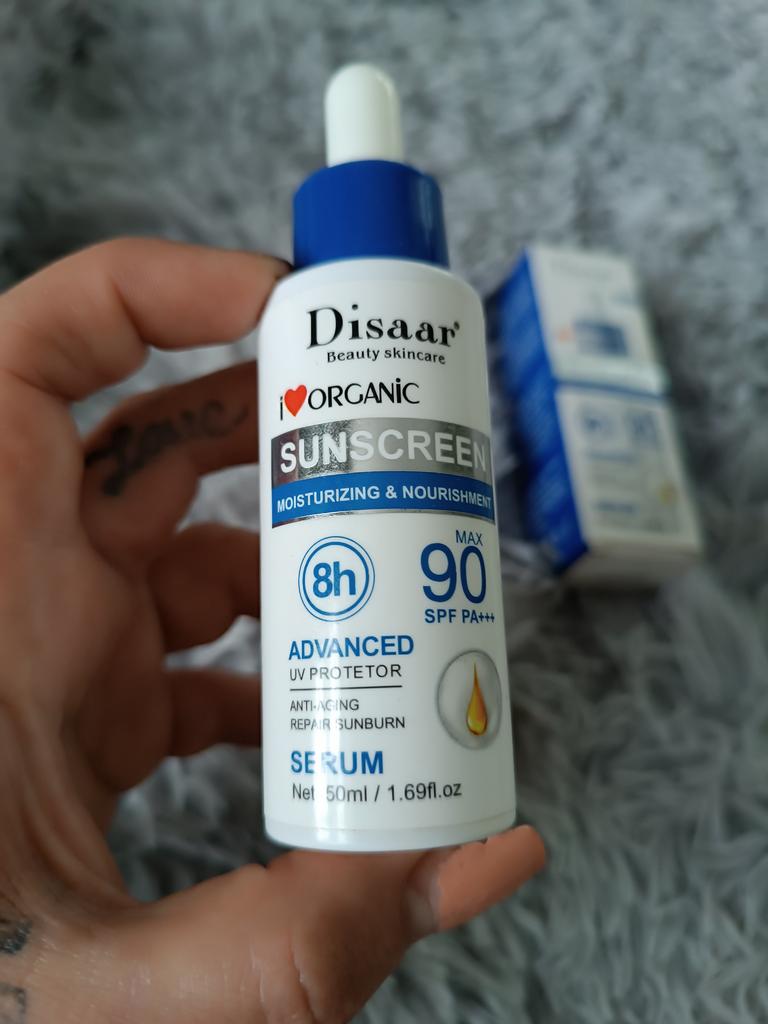 Disaar
Beauty skincare
i❤ORGANiC
SUNSCREEN
MOISTURIZING & NOURISHMENT
8h
MAX
90
SPF PA+++
ADVANCED
UV PROTETOR
ANTI-AGING
REPAIR SUNBURN
SERUM
Net: 50ml / 1.69fl.oz